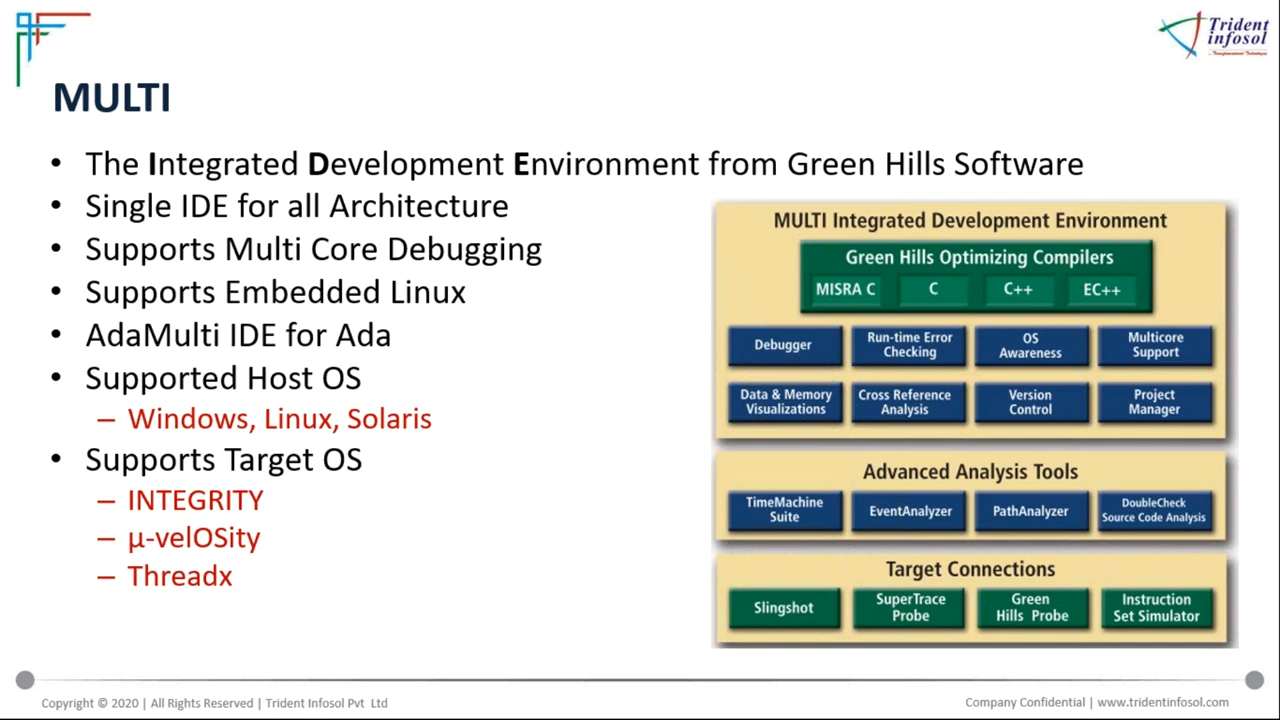 Trident
infosol
MULTI
• The Integrated Development Environment from Green Hills Software
• Single IDE for all Architecture
• Supports Multi Core Debugging
• Supports Embedded Linux
• AdaMulti IDE for Ada
• Supported Host OS
– Windows, Linux, Solaris
• Supports Target OS
– INTEGRITY
– µ-velOSity
– Threadx
MULTI Integrated Development Environment
Green Hills Optimizing Compilers
MISRA C
C
C++
EC++
Debugger
Run-time Error
Checking
OS
Awareness
Multicore
Support
Data & Memory
Visualizations
Cross Reference
Analysis
Version
Control
Project
Manager
Advanced Analysis Tools
TimeMachine
Suite
EventAnalyzer
PathAnalyzer
DoubleCheck
Source Code Analysis
Target Connections
Slingshot
SuperTrace
Probe
Green
Hills Probe
Instruction
Set Simulator
Copyright © 2020 | All Rights Reserved | Trident Infosol Pvt Ltd
Company Confidential | www.tridentinfosol.com